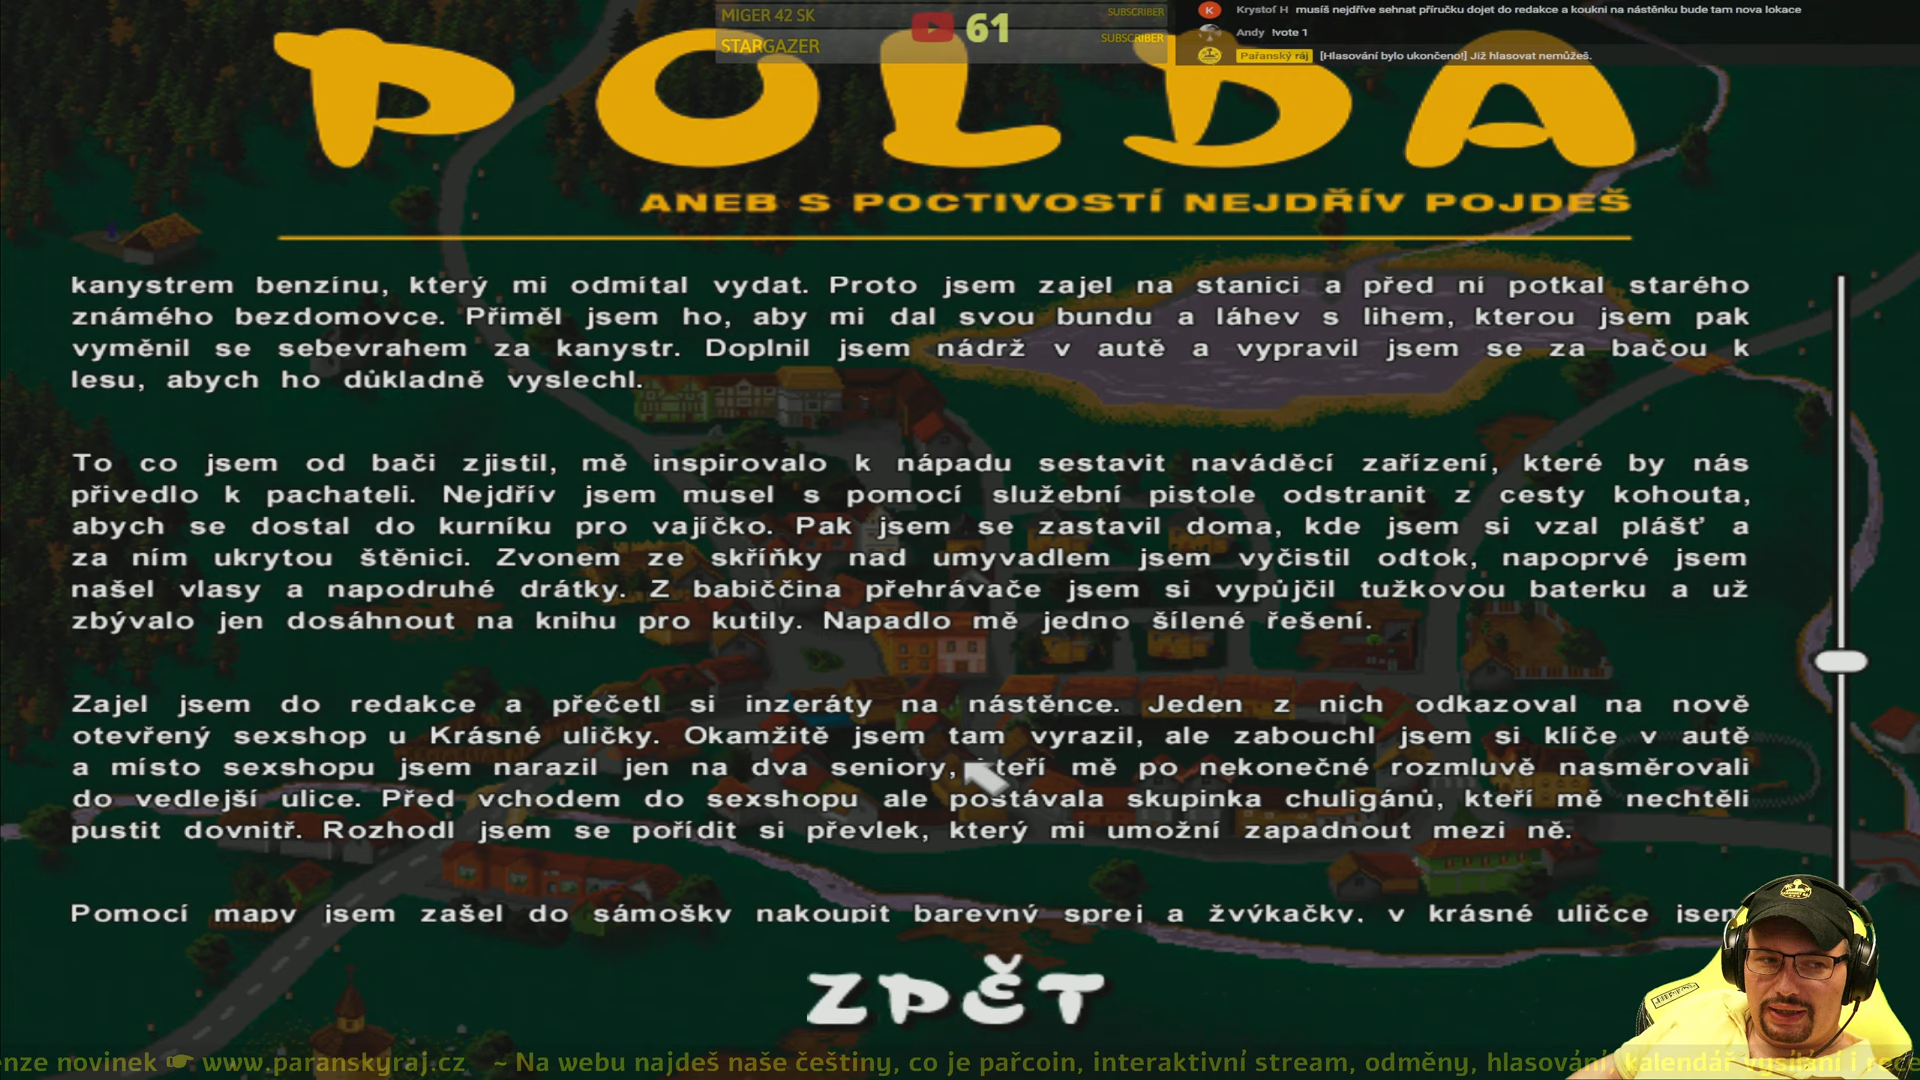 MIGER 42 SK
SUBSCRIBER
STARGAZER
SUBSCRIBER
61
Krystof H musíš nejdříve sehnat příručku dojet do redakce a koukni na nástěnku bude tam nova lokace
Andy !vote 1
Pařanský ráj [Hlasování bylo ukončeno!] Již hlasovat nemůžeš.
POLDA
ANEB S POCTIVOSTÍ NEJDŘÍV POJDEŠ
kanystrem benzínu, který mi odmítal vydat. Proto jsem zajel na stanici a před ní potkal starého
známého bezdomovce. Přiměl jsem ho, aby mi dal svou bundu a láhev s lihem, kterou jsem pak
vyměnil se sebevrahem za kanystr. Doplnil jsem nádrž v autě a vypravil jsem se za bačou k
lesu, abych ho důkladně vyslechl.
To co jsem od bači zjistil, mě inspirovalo k nápadu sestavit naváděcí zařízení, které by nás
přivedlo k pachateli. Nejdřív jsem musel s pomocí služební pistole odstranit z cesty kohouta,
abych se dostal do kurníku pro vajíčko. Pak jsem se zastavil doma, kde jsem si vzal plášť a
za ním ukrytou štěnici. Zvonem ze skříňky nad umyvadlem jsem vyčistil odtok, napoprvé jsem
našel vlasy a napodruhé drátky. Z babiččina přehrávače jsem si vypůjčil tužkovou baterku a už
zbývalo jen dosáhnout na knihu pro kutily. Napadlo mě jedno šílené řešení.
Zajel jsem do redakce a přečetl si inzeráty na nástěnce. Jeden z nich odkazoval na nově
otevřený sexshop u Krásné uličky. Okamžitě jsem tam vyrazil, ale zabouchl jsem si klíče v autě
a místo sexshopu jsem narazil jen na dva seniory, kteří mě po nekonečné rozmluvě nasměrovali
do vedlejší ulice. Před vchodem do sexshopu ale postávala skupinka chuligánů, kteří mě nechtěli
pustit dovnitř. Rozhodl jsem se pořídit si převlek, který mi umožní zapadnout mezi ně.
Pomocí mapy jsem zašel do sámošky nakoupit barevný sprej a žvýkačky, v krásné uličce jsem
ZPĚT
enze novinek www.paranskyraj.cz ~ Na webu najdeš naše češtiny, co je pařcoin, interaktivní stream, odměny, hlasování, kalendář vysílání i rece